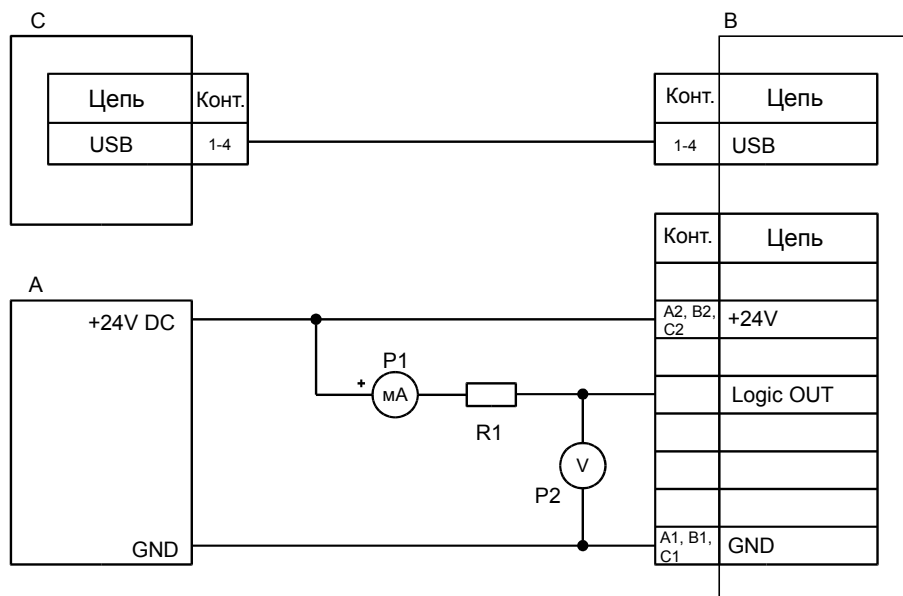 C
B
Цепь Конт.
USB 1-4
Конт. Цепь
1-4 USB
Конт. Цепь
A
+24V DC
A2, B2,
C2
+24V
P1
+
мА
R1
Logic OUT
V
P2
GND
A1, B1,
C1
GND